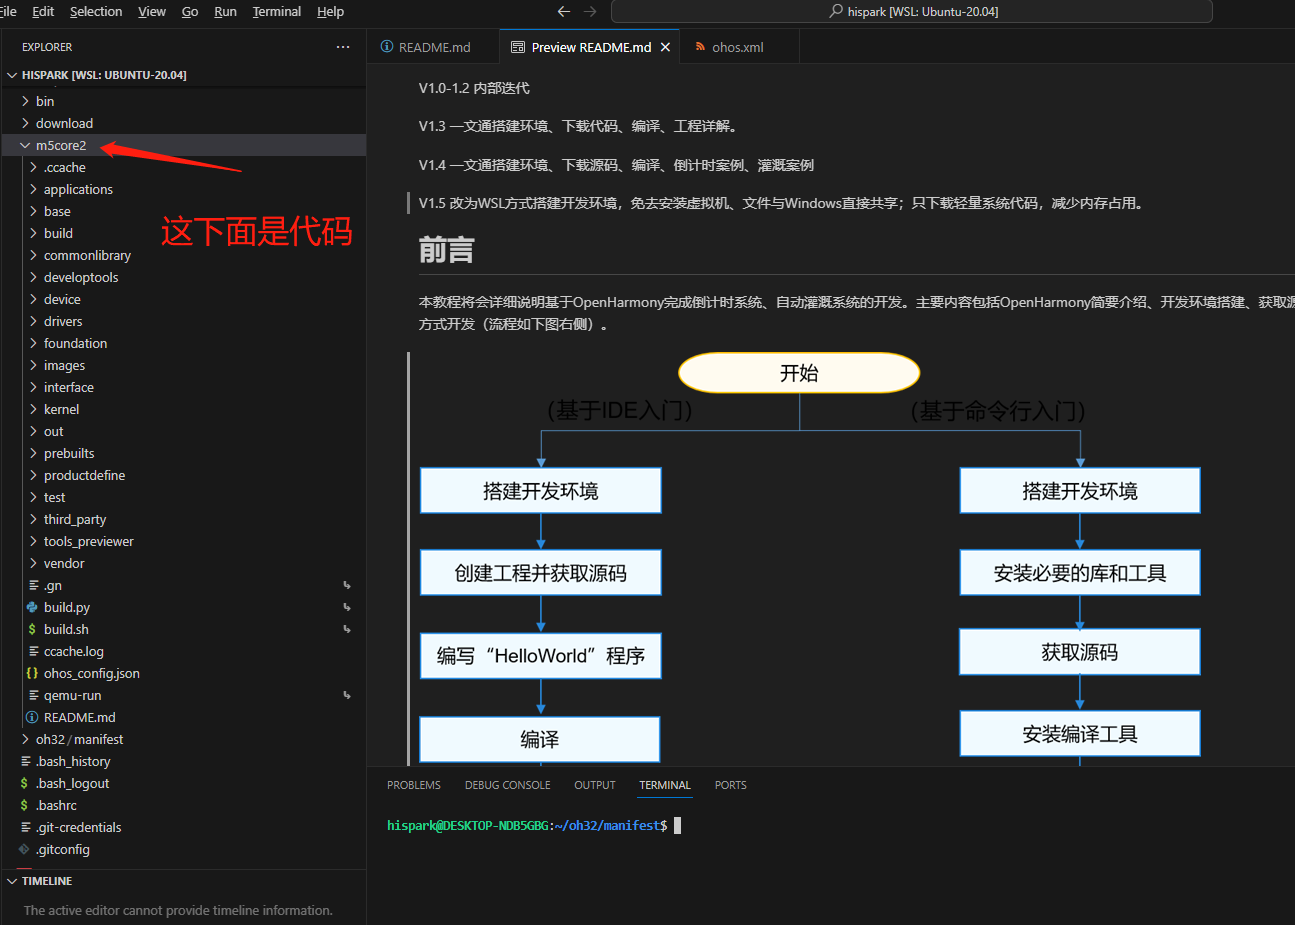 File Edit Selection View Go Run Terminal Help
hispark [WSL: Ubuntu-20.04]
EXPLORER
HISPARK [WSL: UBUNTU-20.04]
bin
download
m5core2
.ccache
applications
base
build
commonlibrary
developtools
device
drivers
foundation
images
interface
kernel
out
prebuilts
productdefine
test
third_party
tools_previewer
vendor
.gn
build.py
build.sh
ccache.log
ohos_config.json
qemu-run
README.md
oh32 / manifest
.bash_history
.bash_logout
.bashrc
.git-credentials
.gitconfig
TIMELINE
The active editor cannot provide timeline information.
这下面是代码
README.md
Preview README.md
ohos.xml
V1.0-1.2 内部迭代
V1.3 一文通搭建环境、下载代码、编译、工程详解。
V1.4 一文通搭建环境、下载源码、编译、倒计时案例、灌溉案例
V1.5 改为WSL方式搭建开发环境，免去安装虚拟机、文件与Windows直接共享；只下载轻量系统代码，减少内存占用。
前言
本教程将会详细说明基于OpenHarmony完成倒计时系统、自动灌溉系统的开发。主要内容包括OpenHarmony简要介绍、开发环境搭建、获取源
方式开发（流程如下图右侧）。
开始
（基于IDE入门）
（基于命令行入门）
搭建开发环境
搭建开发环境
创建工程并获取源码
安装必要的库和工具
编写“HelloWorld”程序
获取源码
编译
安装编译工具
PROBLEMS DEBUG CONSOLE OUTPUT TERMINAL PORTS
hispark@DESKTOP-NDB5GBG:~/oh32/manifest$